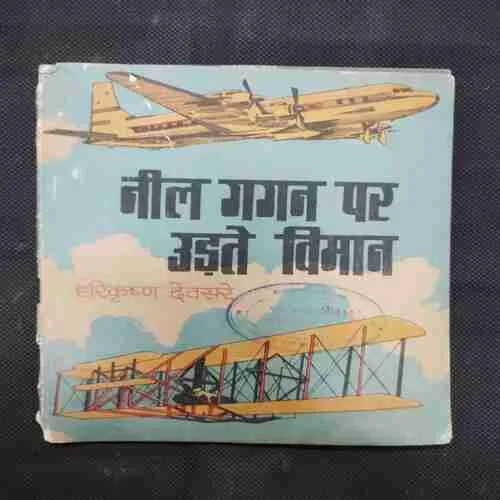 नील गगन पर
उड़ते विमान
हरिकृष्ण देवसरे